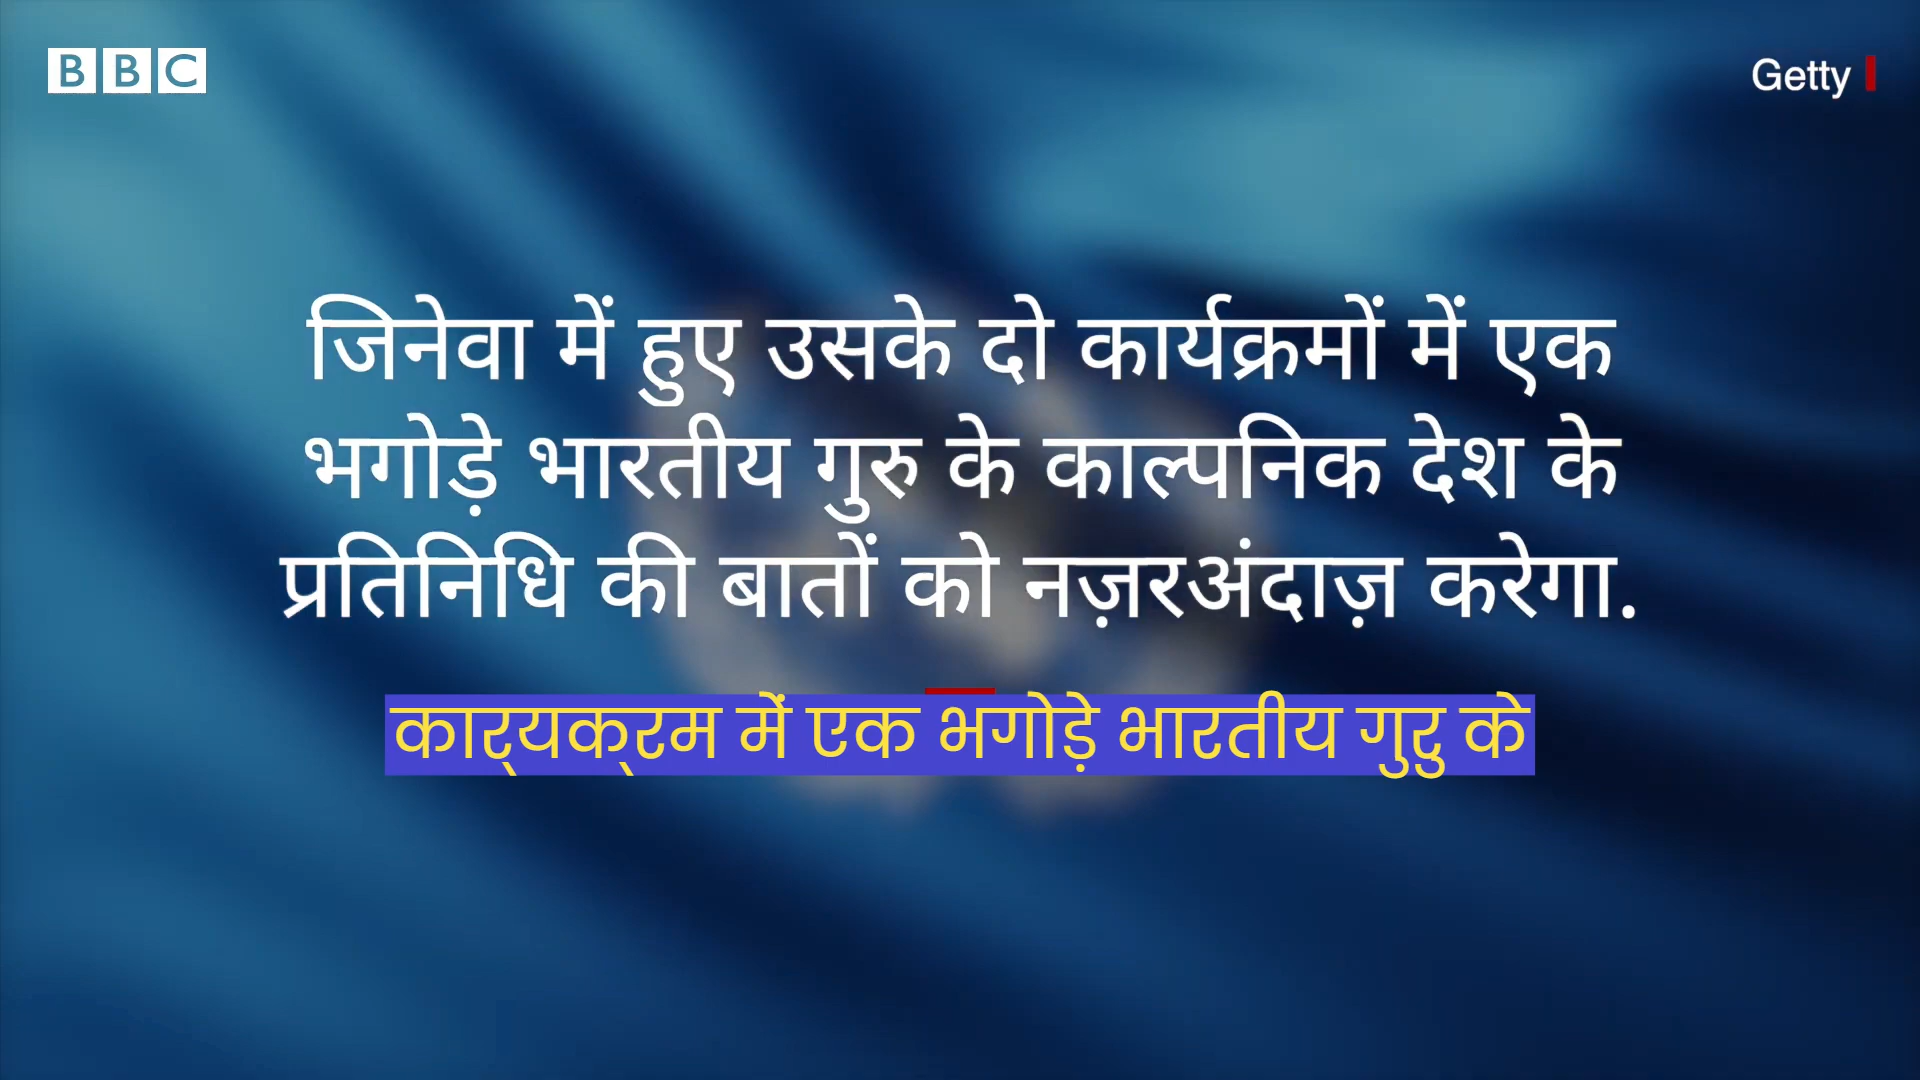 BBC
Getty
जिनेवा में हुए उसके दो कार्यक्रमों में एक
भगोड़े भारतीय गुरु के काल्पनिक देश के
प्रतिनिधि की बातों को नज़रअंदाज़ करेगा.
कार्यक्रम में एक भगोड़े भारतीय गुरु के